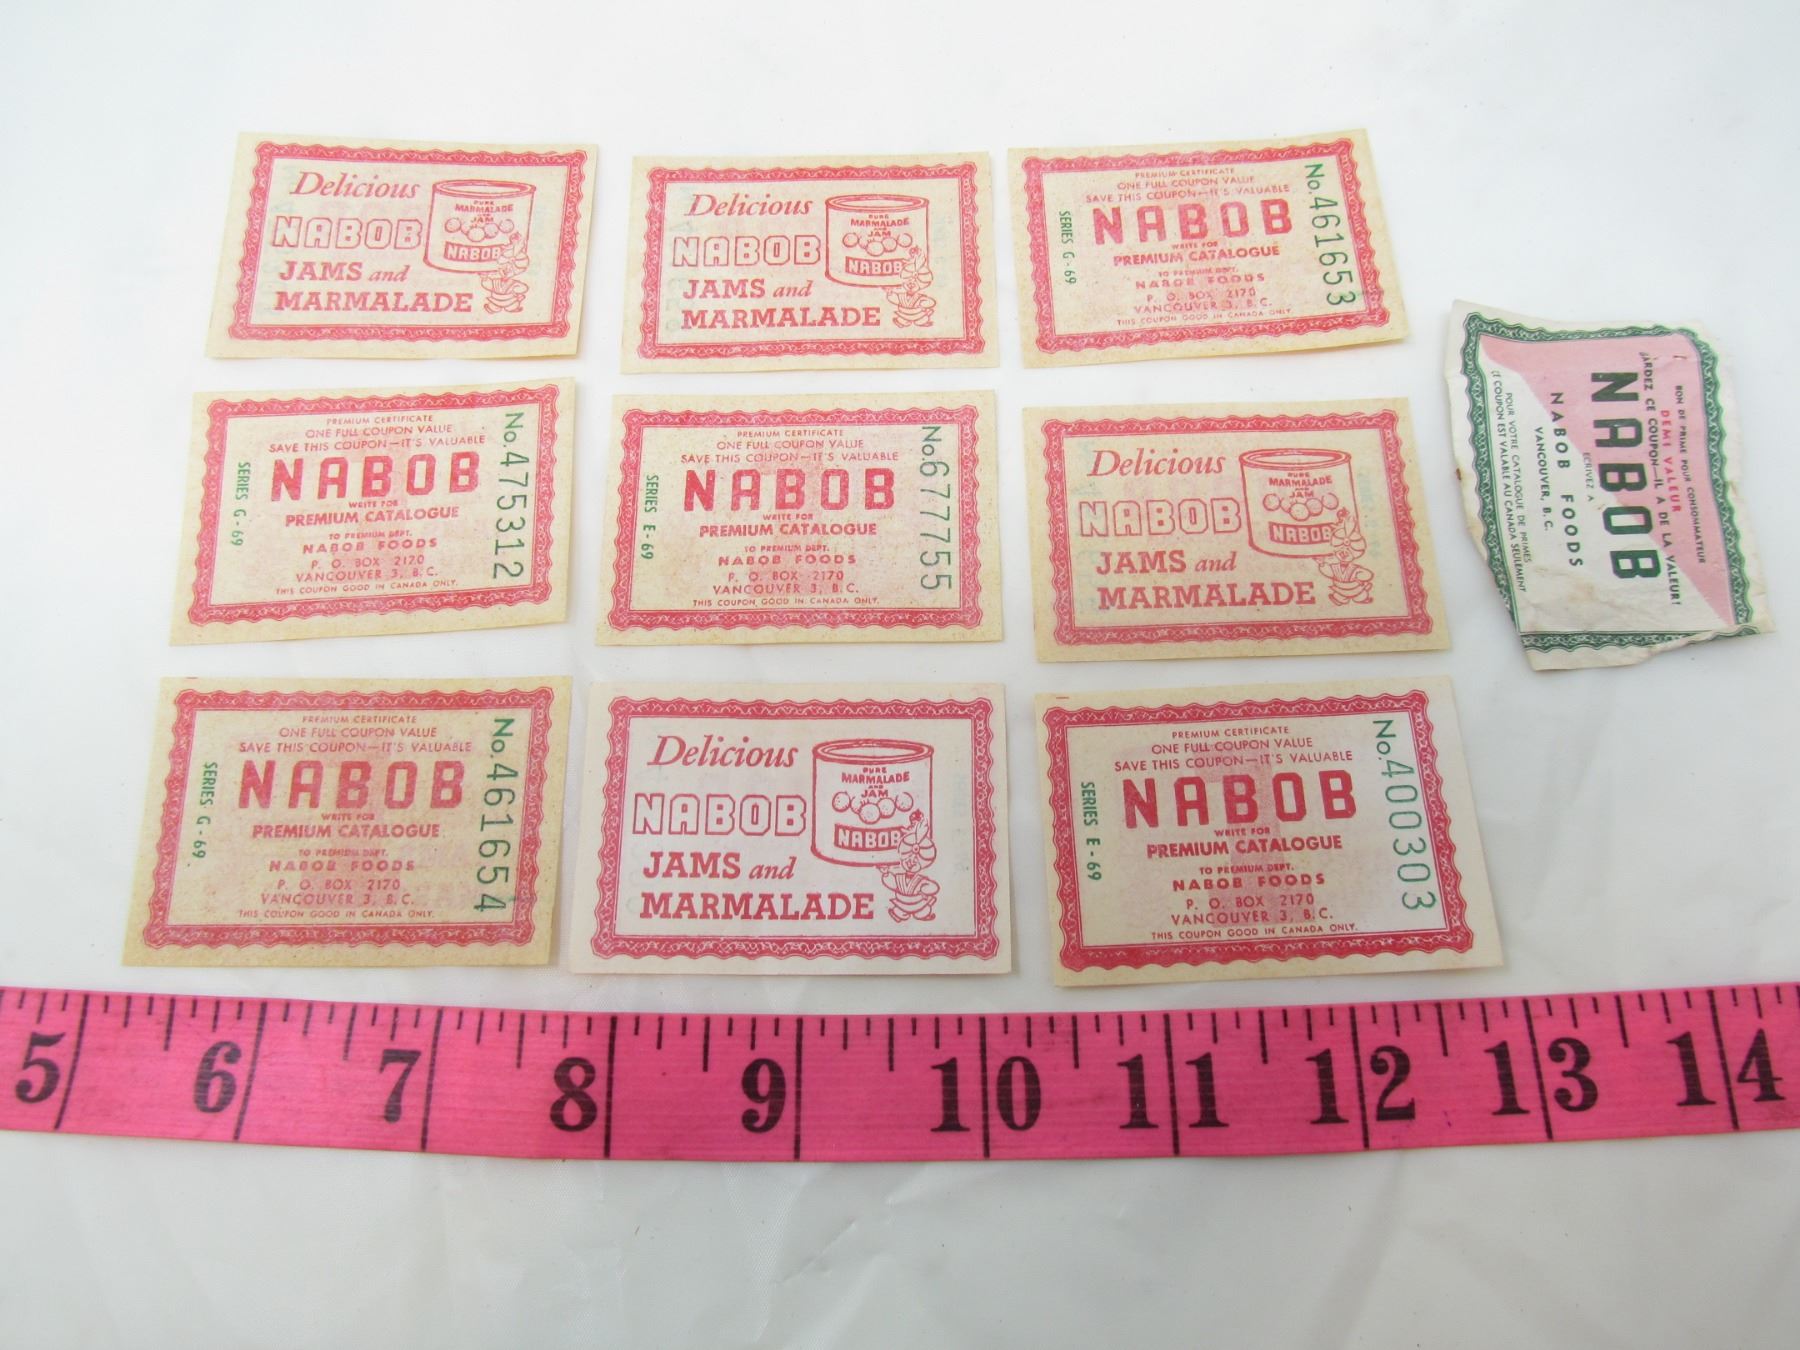 Delicious
NABOB
JAMS and
MARMALADE
PURE
MARMALADE
AND
JAM
NABOB
Delicious
NABOB
JAMS and
MARMALADE
PURE
MARMALADE
AND
JAM
NABOB
PREMIUM CERTIFICATE
ONE FULL COUPON VALUE
SAVE THIS COUPON—IT'S VALUABLE
NABOB
WRITE FOR
PREMIUM CATALOGUE
TO PREMIUM DEPT.
NABOB FOODS
P. O. BOX 2170
VANCOUVER 3, B.C.
THIS COUPON GOOD IN CANADA ONLY.
SERIES G-69
No. 461653
PREMIUM CERTIFICATE
ONE FULL COUPON VALUE
SAVE THIS COUPON—IT'S VALUABLE
NABOB
WRITE FOR
PREMIUM CATALOGUE
TO PREMIUM DEPT.
NABOB FOODS
P. O. BOX 2170
VANCOUVER 3, B.C.
THIS COUPON GOOD IN CANADA ONLY.
SERIES G-69
No. 475312
PREMIUM CERTIFICATE
ONE FULL COUPON VALUE
SAVE THIS COUPON—IT'S VALUABLE
NABOB
WRITE FOR
PREMIUM CATALOGUE
TO PREMIUM DEPT.
NABOB FOODS
P. O. BOX 2170
VANCOUVER 3, B.C.
THIS COUPON GOOD IN CANADA ONLY.
SERIES E-69
No. 677755
Delicious
NABOB
JAMS and
MARMALADE
PURE
MARMALADE
AND
JAM
NABOB
BON DE PRIME POUR CONSOMMATEUR
DEMI VALEUR
GARDEZ CE COUPON—IL A DE LA VALEUR!
NABOB
ECRIVEZ A
NABOB FOODS
VANCOUVER, B.C.
POUR VOTRE CATALOGUE DE PRIMES
CE COUPON EST VALABLE AU CANADA SEULEMENT
PREMIUM CERTIFICATE
ONE FULL COUPON VALUE
SAVE THIS COUPON—IT'S VALUABLE
NABOB
WRITE FOR
PREMIUM CATALOGUE
TO PREMIUM DEPT.
NABOB FOODS
P. O. BOX 2170
VANCOUVER 3, B.C.
THIS COUPON GOOD IN CANADA ONLY.
SERIES G-69
No. 461654
Delicious
NABOB
JAMS and
MARMALADE
PURE
MARMALADE
AND
JAM
NABOB
PREMIUM CERTIFICATE
ONE FULL COUPON VALUE
SAVE THIS COUPON—IT'S VALUABLE
NABOB
WRITE FOR
PREMIUM CATALOGUE
TO PREMIUM DEPT.
NABOB FOODS
P. O. BOX 2170
VANCOUVER 3, B.C.
THIS COUPON GOOD IN CANADA ONLY.
SERIES E-69
No. 400303
5 6 7 8 9 10 11 12 13 14